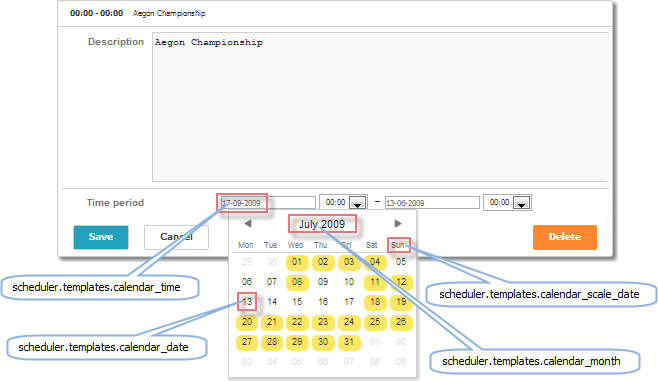 00:00 - 00:00 Aegon Championship
Description
Aegon Championship
Time period 17-09-2009 00:00 – 13-06-2009 00:00
July 2009
Save Cancel Delete
Mon Tue Wed Thu Fri Sat Sun
29 30 01 02 03 04 05
06 07 08 09 10 11 12
13 14 15 16 17 18 19
20 21 22 23 24 25 26
27 28 29 30 31 01 02
03 04 05 06 07 08 09
scheduler.templates.calendar_time
scheduler.templates.calendar_scale_date
scheduler.templates.calendar_date
scheduler.templates.calendar_month